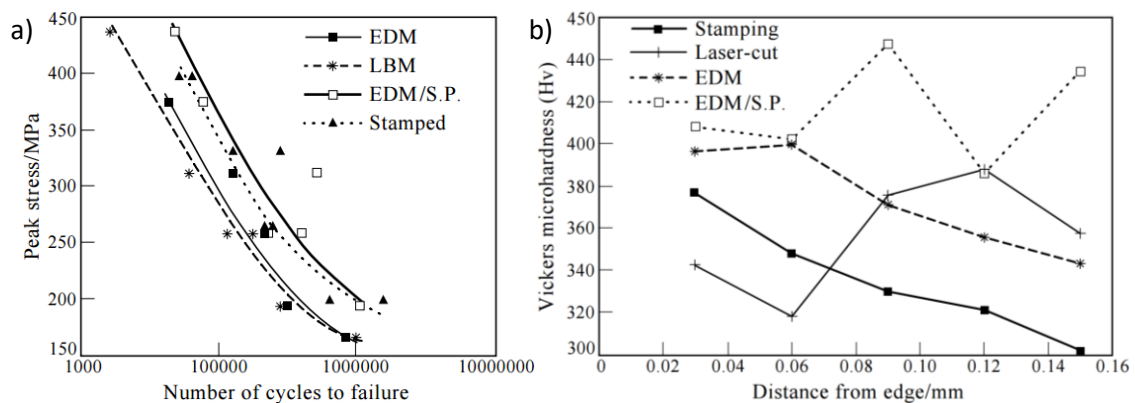 a)
450
400
350
300
250
200
150
Peak stress/MPa
EDM
LBM
EDM/S.P.
Stamped
1000
100000
1000000
10000000
Number of cycles to failure
b)
450
440
420
400
380
360
340
320
300
Vickers microhardness (Hv)
Stamping
Laser-cut
EDM
EDM/S.P.
0
0.02
0.04
0.06
0.08
0.10
0.12
0.14
0.16
Distance from edge/mm